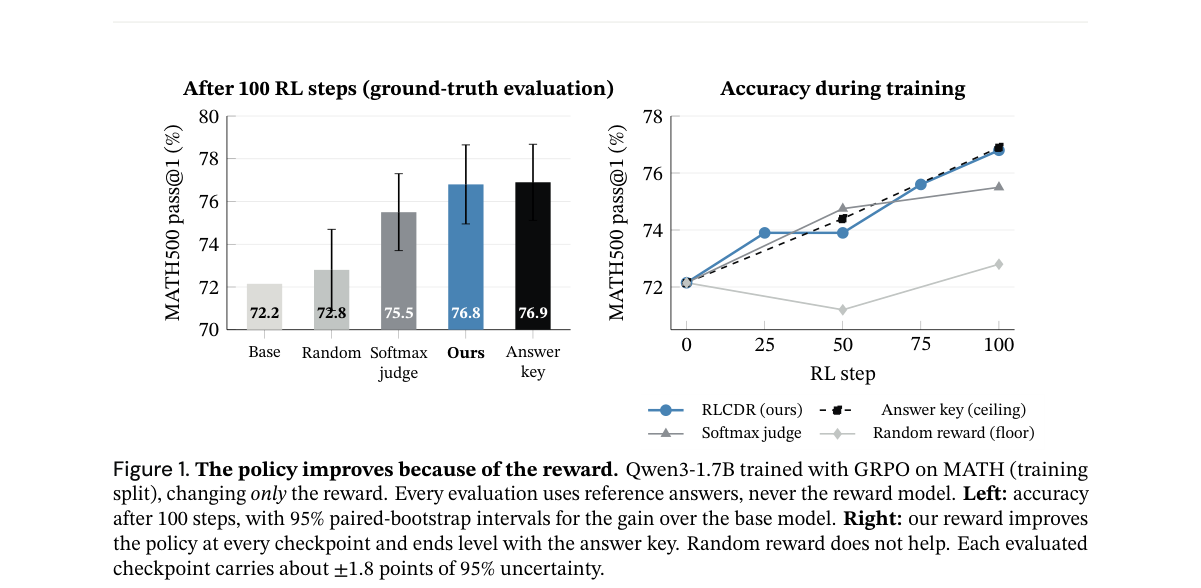 After 100 RL steps (ground-truth evaluation)
MATH500 pass@1 (%)
80
78
76
74
72
70
72.2
72.8
75.5
76.8
76.9
Base
Random
Softmax
judge
Ours
Answer
key
Accuracy during training
MATH500 pass@1 (%)
78
76
74
72
0
25
50
75
100
RL step
RLCDR (ours)
Answer key (ceiling)
Softmax judge
Random reward (floor)
Figure 1. The policy improves because of the reward. Qwen3-1.7B trained with GRPO on MATH (training
split), changing only the reward. Every evaluation uses reference answers, never the reward model. Left: accuracy
after 100 steps, with 95% paired-bootstrap intervals for the gain over the base model. Right: our reward improves
the policy at every checkpoint and ends level with the answer key. Random reward does not help. Each evaluated
checkpoint carries about ±1.8 points of 95% uncertainty.